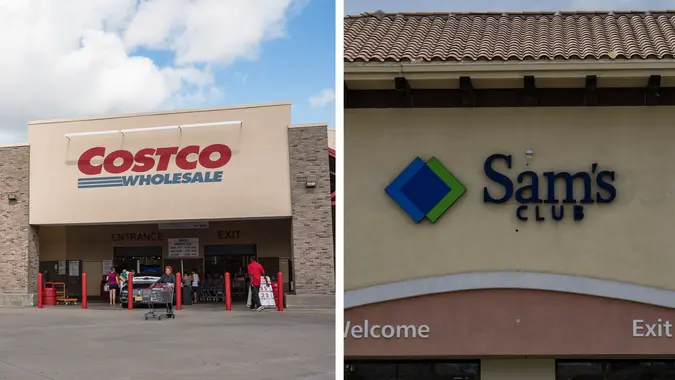 COSTCO
WHOLESALE
ENTRANCE
EXIT
Sam's
CLUB
Welcome
Exit